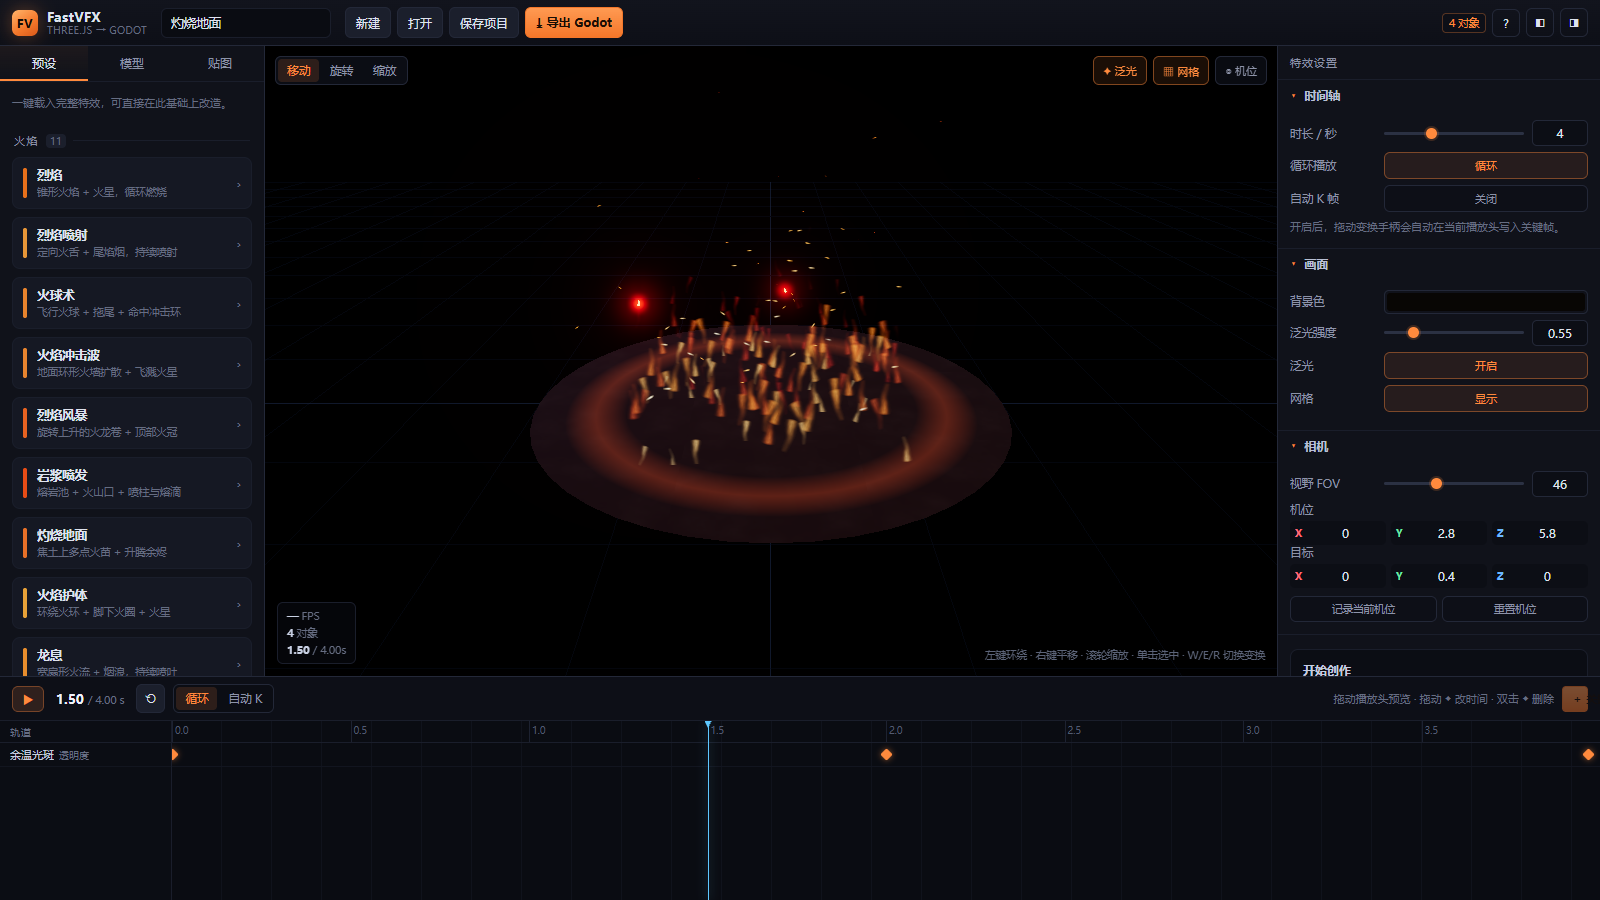 FV
FastVFX
THREE.JS → GODOT
灼烧地面
新建
打开
保存项目
⤓ 导出 Godot
4 对象
?
预设
模型
贴图
一键载入完整特效，可直接在此基础上改造。
火焰 11
烈焰
锥形火焰 + 火星，循环燃烧
烈焰喷射
定向火舌 + 尾焰烟，持续喷射
火球术
飞行火球 + 拖尾 + 命中冲击环
火焰冲击波
地面环形火墙扩散 + 飞溅火星
烈焰风暴
旋转上升的火龙卷 + 顶部火冠
岩浆喷发
熔岩池 + 火山口 + 喷柱与熔滴
灼烧地面
焦土上多点火苗 + 升腾余烬
火焰护体
环绕火环 + 脚下火圈 + 火星
龙息
宽扇形火流 + 烟浪，持续喷吐
移动
旋转
缩放
✦ 泛光
▦ 网格
机位
— FPS
4 对象
1.50 / 4.00s
左键环绕 · 右键平移 · 滚轮缩放 · 单击选中 · W/E/R 切换变换
特效设置
时间轴
时长 / 秒
4
循环播放
循环
自动 K 帧
关闭
开启后，拖动变换手柄会自动在当前播放头写入关键帧。
画面
背景色
泛光强度
0.55
泛光
开启
网格
显示
相机
视野 FOV
46
机位
X 0 Y 2.8 Z 5.8
目标
X 0 Y 0.4 Z 0
记录当前机位
重置机位
开始创作
1.50 / 4.00 s
循环
自动 K
拖动播放头预览 · 拖动 ◆ 改时间 · 双击 ◆ 删除
+
轨道
0.0
0.5
1.0
1.5
2.0
2.5
3.0
3.5
余温光斑 透明度